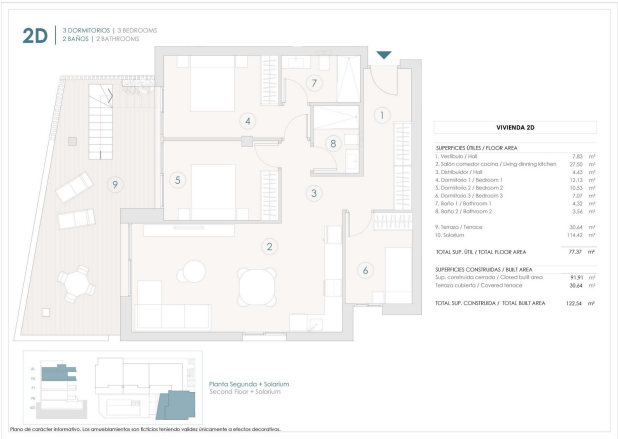 2D
3 DORMITORIOS | 3 BEDROOMS
2 BAÑOS | 2 BATHROOMS
7
4
1
8
5
9
3
2
6
VIVIENDA 2D
SUPERFICIES ÚTILES / FLOOR AREA
1. Vestíbulo / Hall 7.83 m²
2. Salón comedor cocina / Living dinning kitchen 27.50 m²
3. Distribuidor / Hall 4.43 m²
4. Dormitorio 1 / Bedroom 1 12.13 m²
5. Dormitorio 2 / Bedroom 2 10.23 m²
6. Dormitorio 3 / Bedroom 3 7.07 m²
7. Baño 1 / Bathroom 1 4.52 m²
8. Baño 2 / Bathroom 2 3.56 m²
9. Terraza / Terrace 30.64 m²
10. Solarium 114.42 m²
TOTAL SUP. ÚTIL / TOTAL FLOOR AREA 77.37 m²
SUPERFICIES CONSTRUIDAS / BUILT AREA
Sup. construida cerrada / Closed built area 91.91 m²
Terraza cubierta / Covered terrace 30.64 m²
TOTAL SUP. CONSTRUIDA / TOTAL BUILT AREA 122.54 m²
Planta Segunda + Solarium
Second Floor + Solarium
Plano de carácter informativo. Los amueblamientos son ficticios teniendo validez únicamente a efectos decorativos.